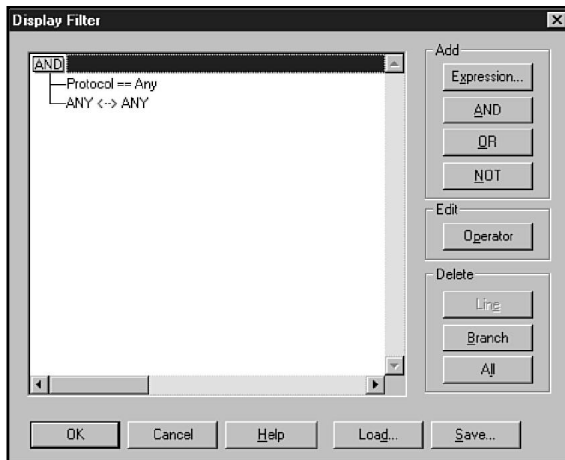 Display Filter
AND
Protocol == Any
ANY <--> ANY
Add
Expression...
AND
OR
NOT
Edit
Operator
Delete
Line
Branch
All
OK
Cancel
Help
Load...
Save...